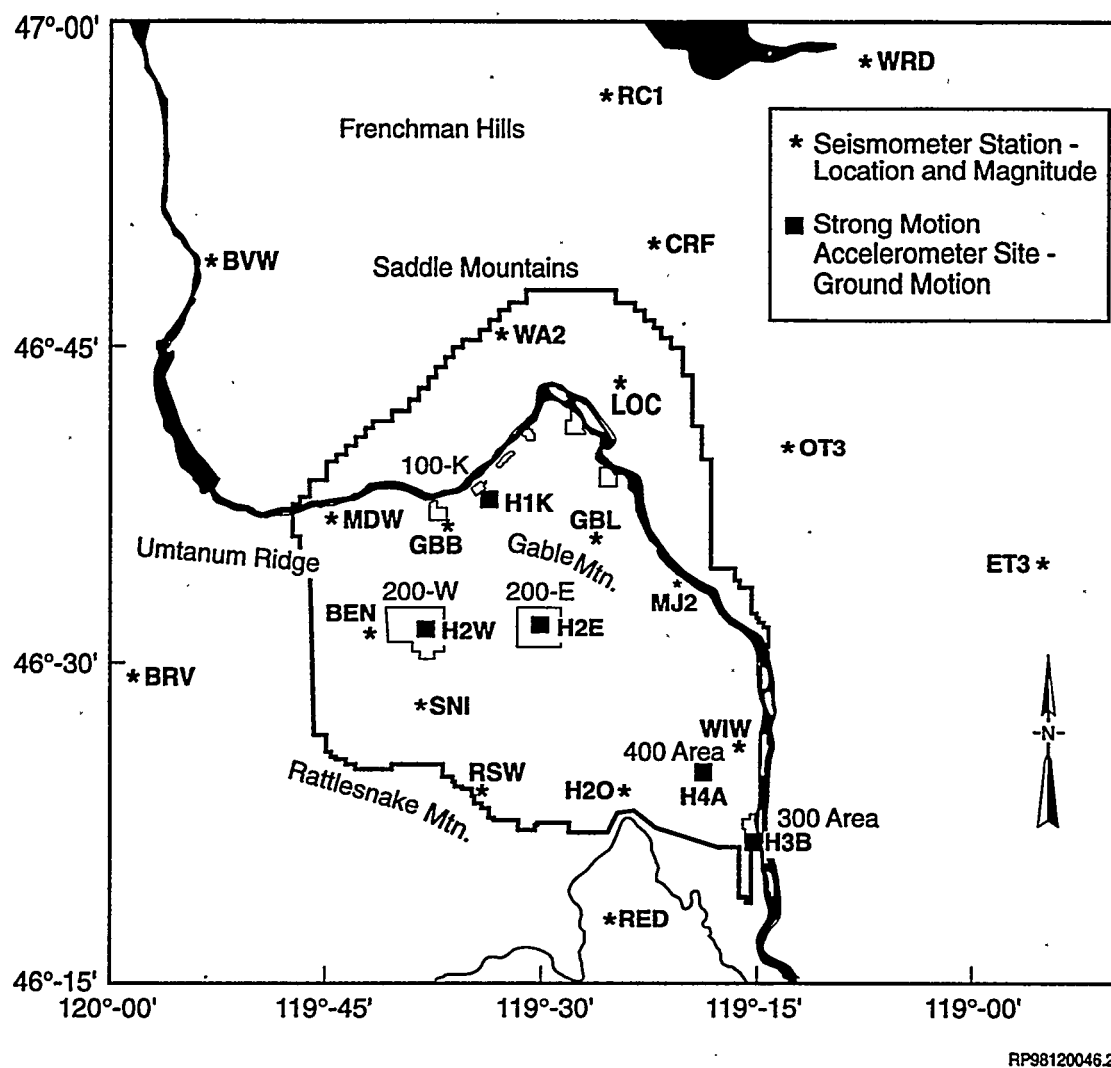 47°-00'
*WRD
*RC1
Frenchman Hills
* Seismometer Station -
Location and Magnitude
■ Strong Motion
Accelerometer Site -
Ground Motion
*CRF
*BVW
Saddle Mountains
*WA2
46°-45'
LOC
*OT3
100-K
H1K
*MDW
GBB
GBL
Gable Mtn.
Umtanum Ridge
ET3*
200-W
200-E
MJ2
BEN
H2W
H2E
46°-30'
*BRV
*SNI
WIW
-N-
400 Area
RSW
H2O*
H4A
Rattlesnake Mtn.
300 Area
H3B
*RED
46°-15'
120°-00' 119°-45' 119°-30' 119°-15' 119°-00'
RP98120046.2